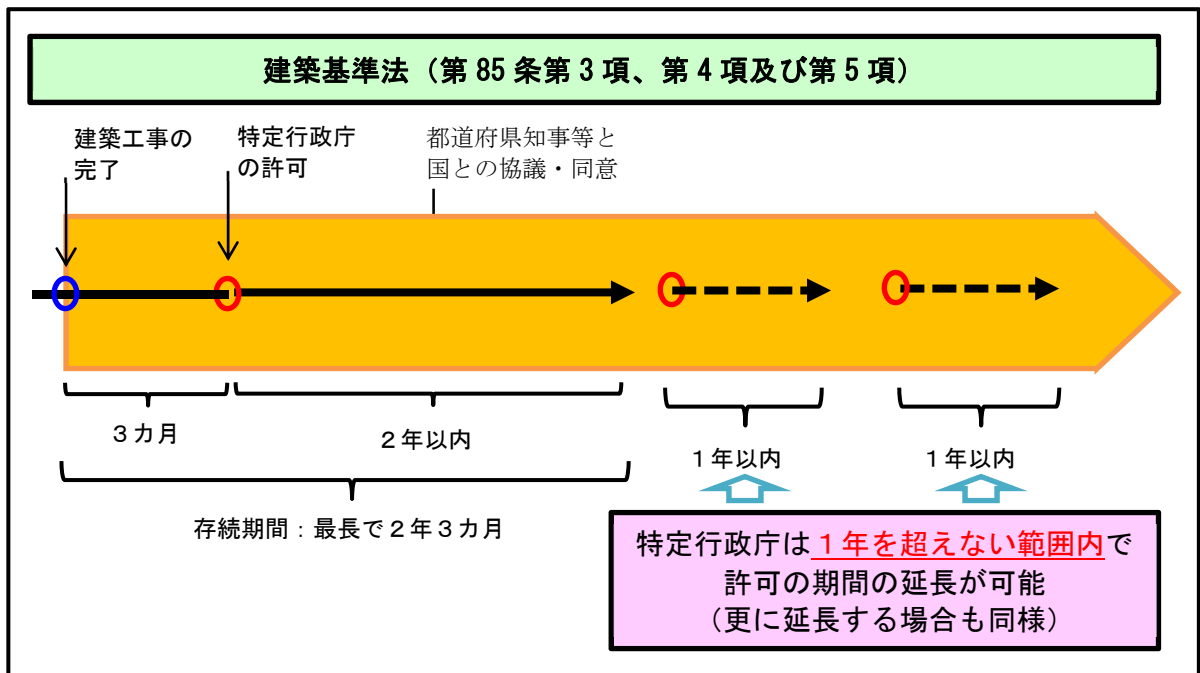 建築基準法（第85条第3項、第4項及び第5項）
建築工事の
完了
特定行政庁
の許可
都道府県知事等と
国との協議・同意
３カ月
２年以内
１年以内
１年以内
存続期間：最長で２年３カ月
特定行政庁は１年を超えない範囲内で
許可の期間の延長が可能
（更に延長する場合も同様）